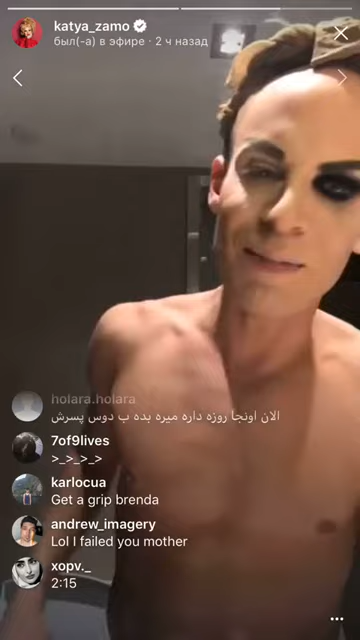 katya_zamo
был(-а) в эфире · 2 ч назад
holara.holara
الان اونجا روزه داره میره بده ب دوس پسرش
7of9lives
>_>_>_>
karlocua
Get a grip brenda
andrew_imagery
Lol I failed you mother
xopv._
2:15